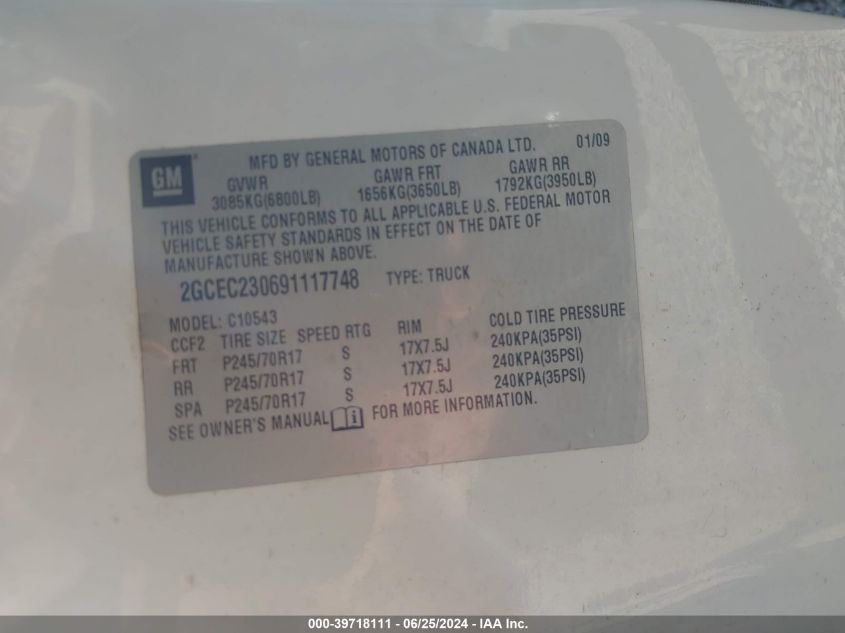 GM
MFD BY GENERAL MOTORS OF CANADA LTD. 01/09
GVWR GAWR FRT GAWR RR
3085KG(6800LB) 1656KG(3650LB) 1792KG(3950LB)
THIS VEHICLE CONFORMS TO ALL APPLICABLE U.S. FEDERAL MOTOR
VEHICLE SAFETY STANDARDS IN EFFECT ON THE DATE OF
MANUFACTURE SHOWN ABOVE.
2GCEC230691117748 TYPE: TRUCK
MODEL: C10543
CCF2 TIRE SIZE SPEED RTG RIM COLD TIRE PRESSURE
FRT P245/70R17 S 17X7.5J 240KPA(35PSI)
RR P245/70R17 S 17X7.5J 240KPA(35PSI)
SPA P245/70R17 S 17X7.5J 240KPA(35PSI)
SEE OWNER'S MANUAL i FOR MORE INFORMATION.
000-39718111 - 06/25/2024 - IAA Inc.